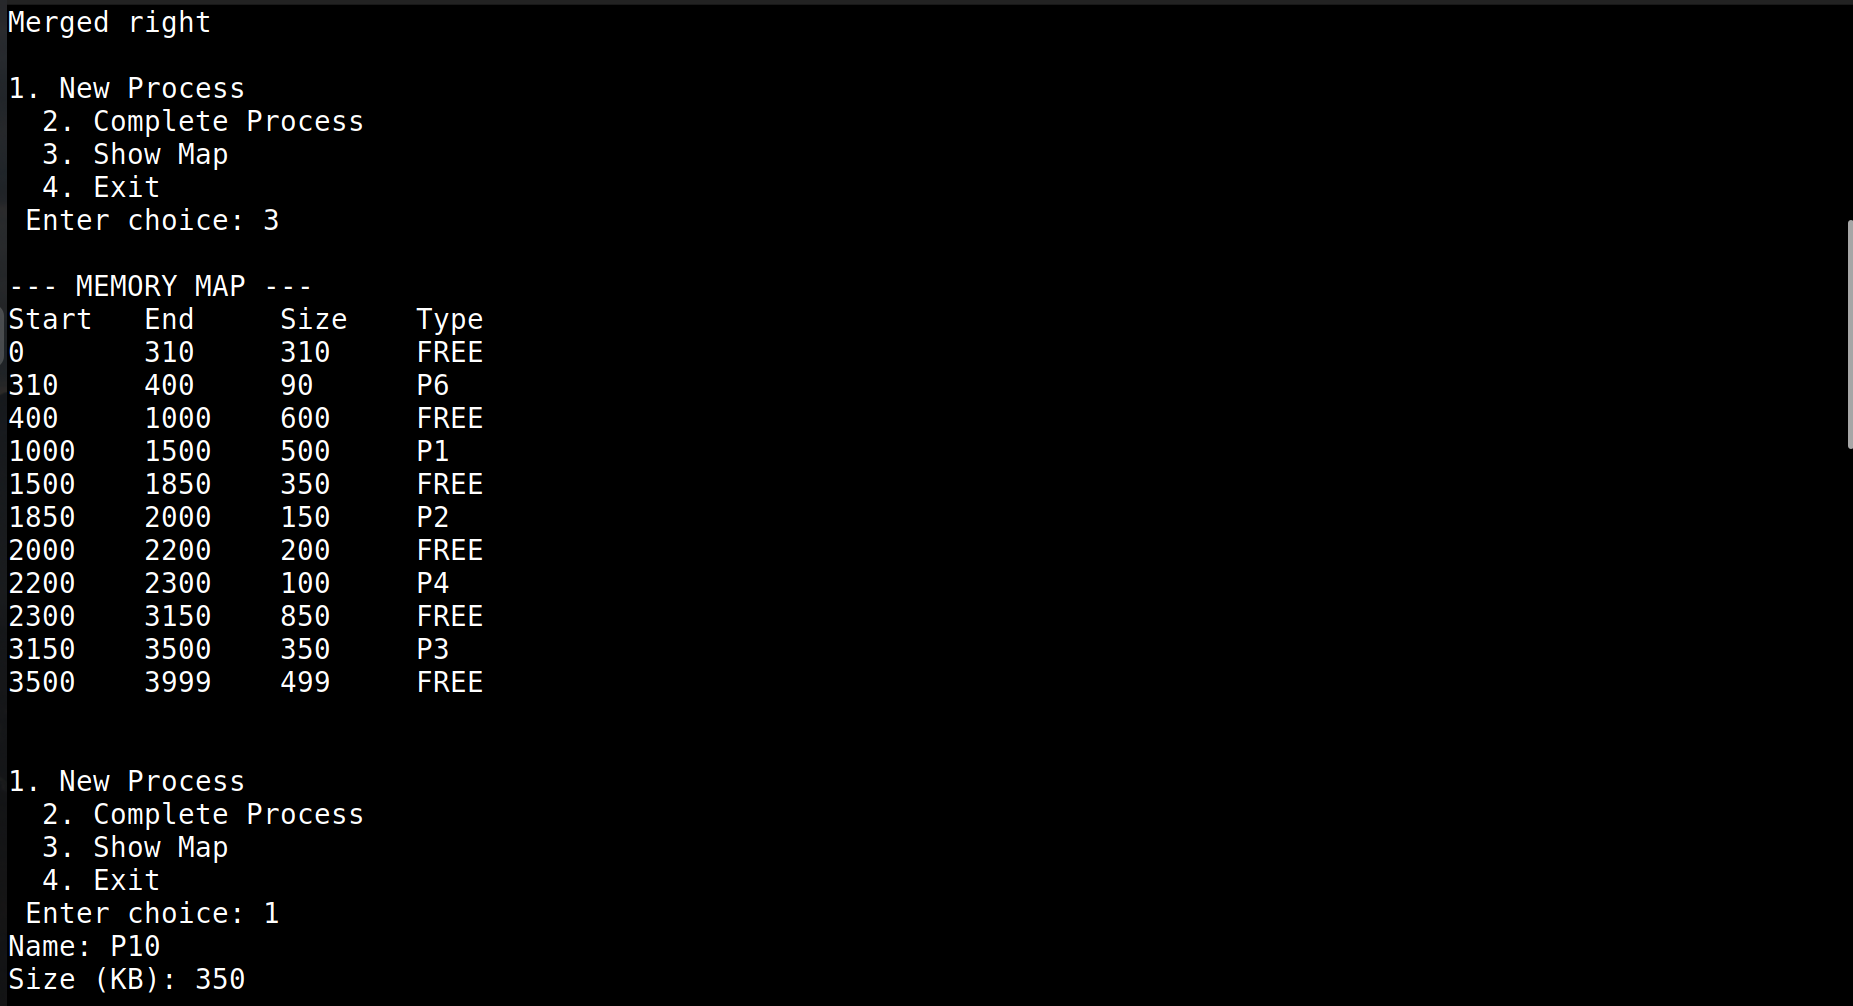 Merged right
1. New Process
2. Complete Process
3. Show Map
4. Exit
Enter choice: 3
--- MEMORY MAP ---
Start End Size Type
0 310 310 FREE
310 400 90 P6
400 1000 600 FREE
1000 1500 500 P1
1500 1850 350 FREE
1850 2000 150 P2
2000 2200 200 FREE
2200 2300 100 P4
2300 3150 850 FREE
3150 3500 350 P3
3500 3999 499 FREE
1. New Process
2. Complete Process
3. Show Map
4. Exit
Enter choice: 1
Name: P10
Size (KB): 350